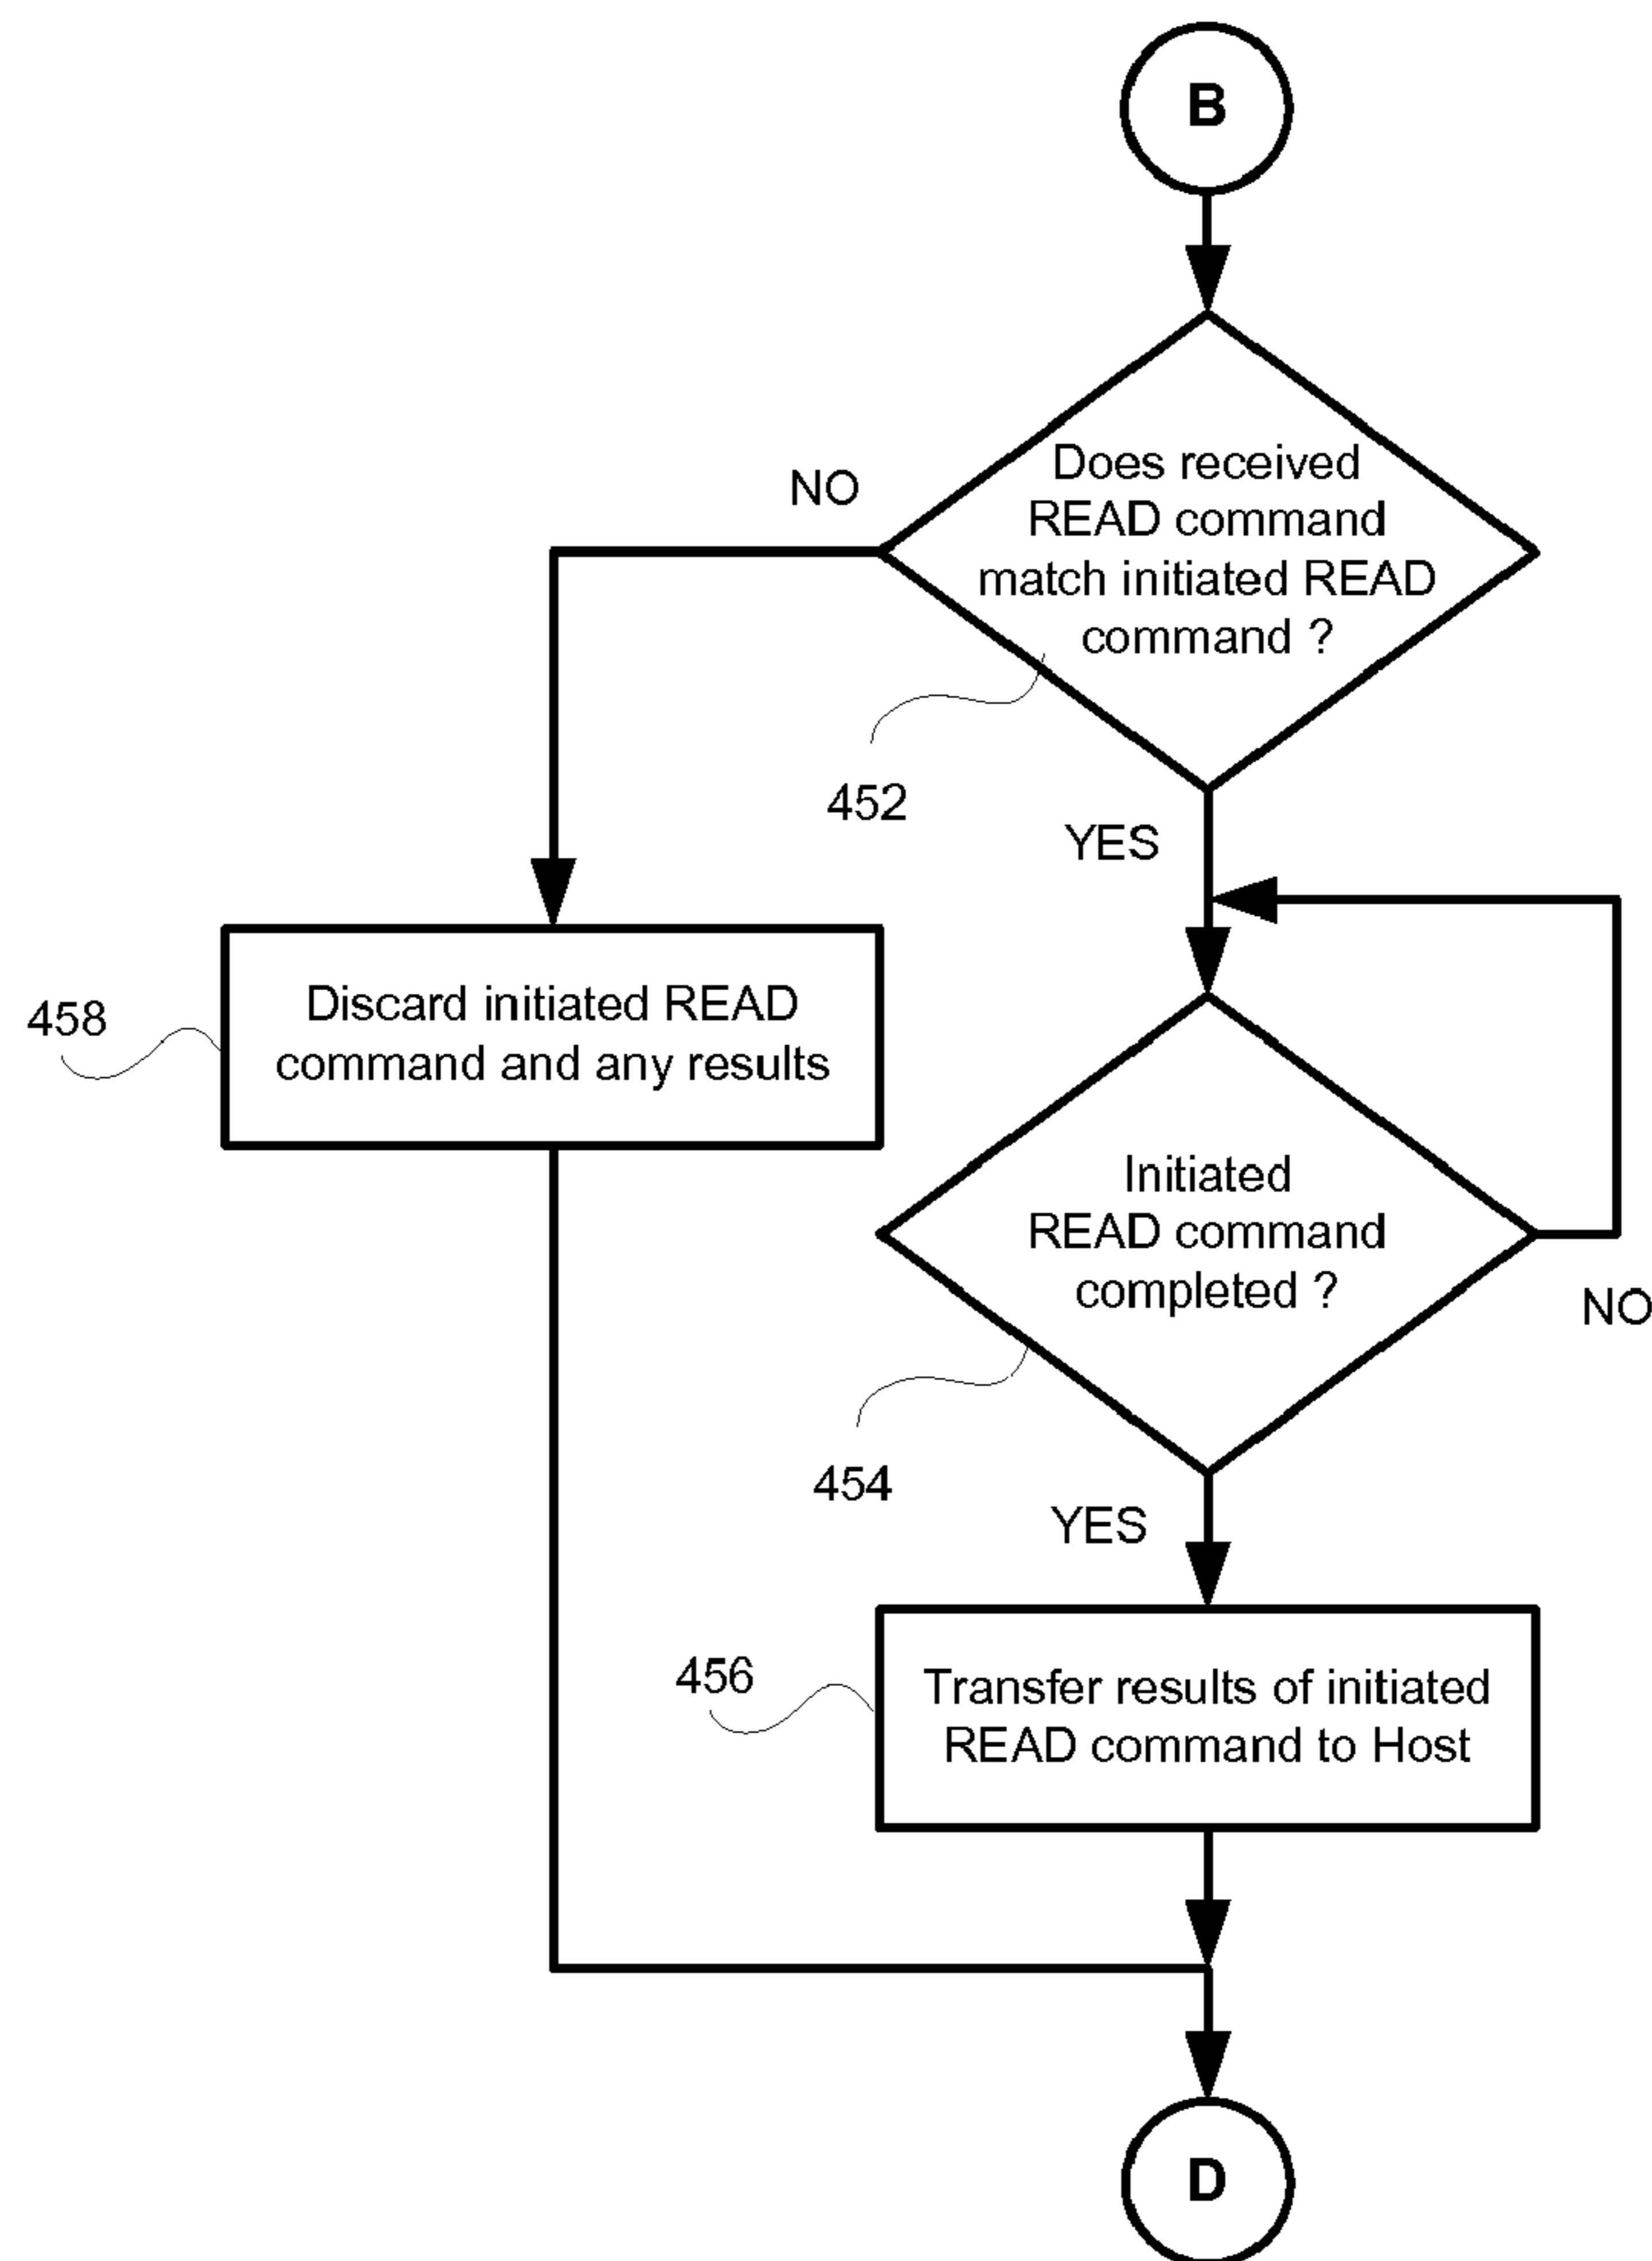 B
Does received
READ command
match initiated READ
command ?
NO
452
YES
458
Discard initiated READ
command and any results
Initiated
READ command
completed ?
NO
454
YES
456
Transfer results of initiated
READ command to Host
D